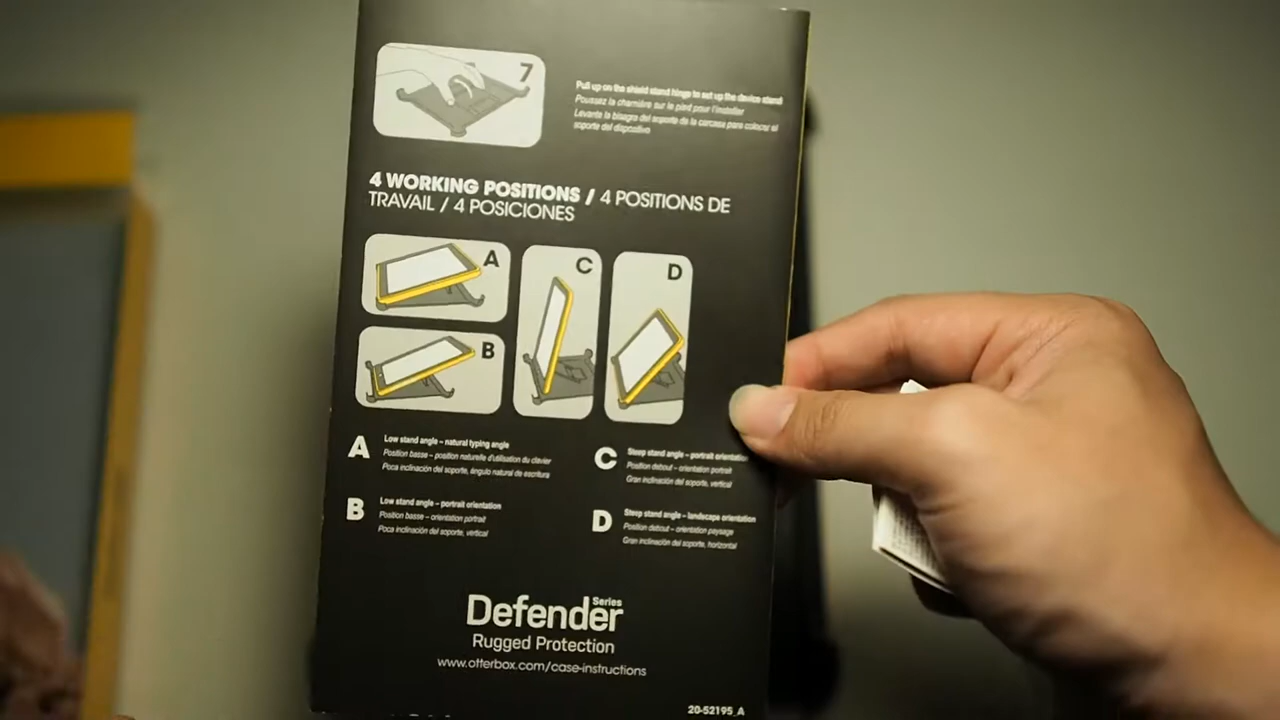 7
Pull up on the shield stand hinge to set up the device stand
Poussez la charnière sur le pied pour l'installer
Levante la bisagra del soporte de la carcasa para colocar el
soporte del dispositivo
4 WORKING POSITIONS / 4 POSITIONS DE
TRAVAIL / 4 POSICIONES
A
B
C
D
A Low stand angle – natural typing angle
Position basse – position naturelle d'utilisation du clavier
Poca inclinación del soporte, ángulo natural de escritura
B Low stand angle – portrait orientation
Position basse – orientation portrait
Poca inclinación del soporte, vertical
C Steep stand angle – portrait orientation
Position debout – orientation portrait
Gran inclinación del soporte, vertical
D Steep stand angle – landscape orientation
Position debout – orientation paysage
Gran inclinación del soporte, horizontal
Defender Series
Rugged Protection
www.otterbox.com/case-instructions
20-52195_A